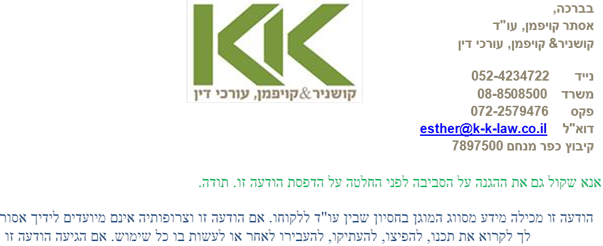 בברכה,
אסתר קויפמן, עו"ד
קושניר& קויפמן, עורכי דין
נייד 052-4234722
משרד 08-8508500
פקס 072-2579476
דוא"ל esther@k-k-law.co.il
קיבוץ כפר מנחם 7897500
KK
קושניר&קויפמן, עורכי דין
אנא שקול גם את ההגנה על הסביבה לפני החלטה על הדפסת הודעה זו. תודה.
הודעה זו מכילה מידע מסווג המוגן בחסיון שבין עו"ד ללקוחו. אם הודעה זו וצרופותיה אינם מיועדים לידיך אסור
לך לקרוא את תכנו, להפיצו, להעתיקו, להעבירו לאחר או לעשות בו כל שימוש. אם הגיעה הודעה זו